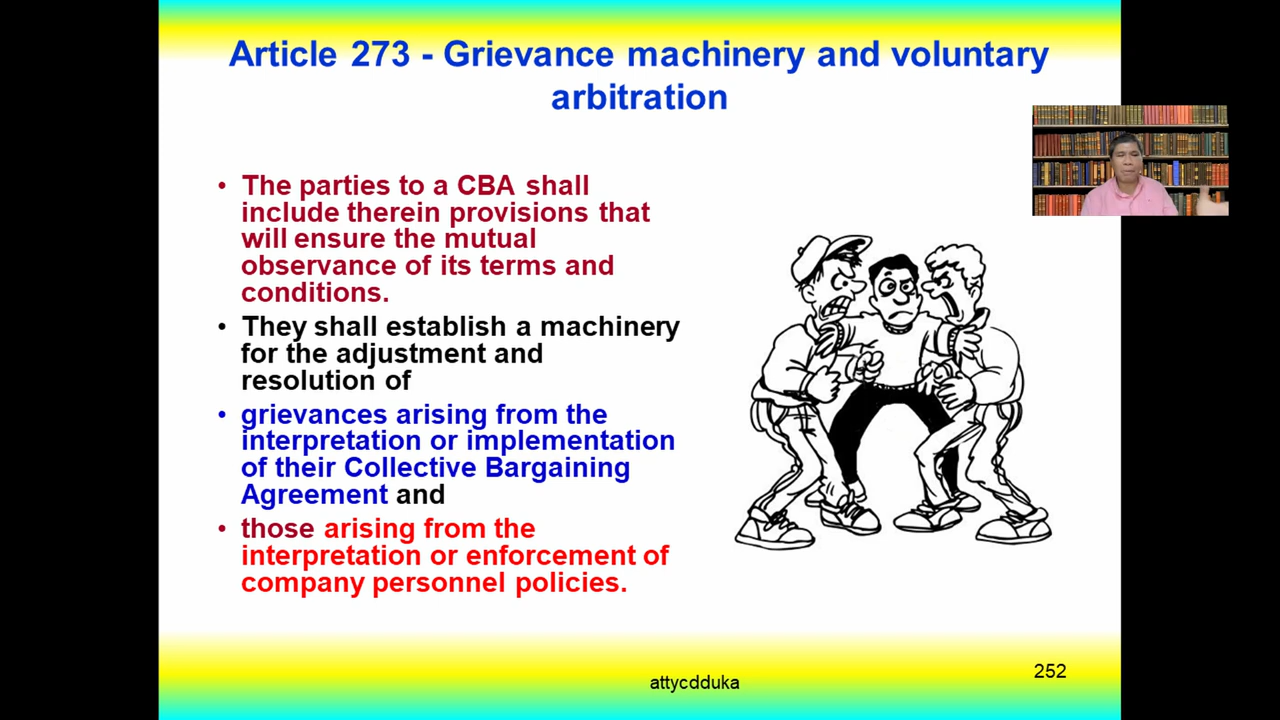 Article 273 - Grievance machinery and voluntary
arbitration
• The parties to a CBA shall
include therein provisions that
will ensure the mutual
observance of its terms and
conditions.
• They shall establish a machinery
for the adjustment and
resolution of
• grievances arising from the
interpretation or implementation
of their Collective Bargaining
Agreement and
• those arising from the
interpretation or enforcement of
company personnel policies.
attycdduka
252